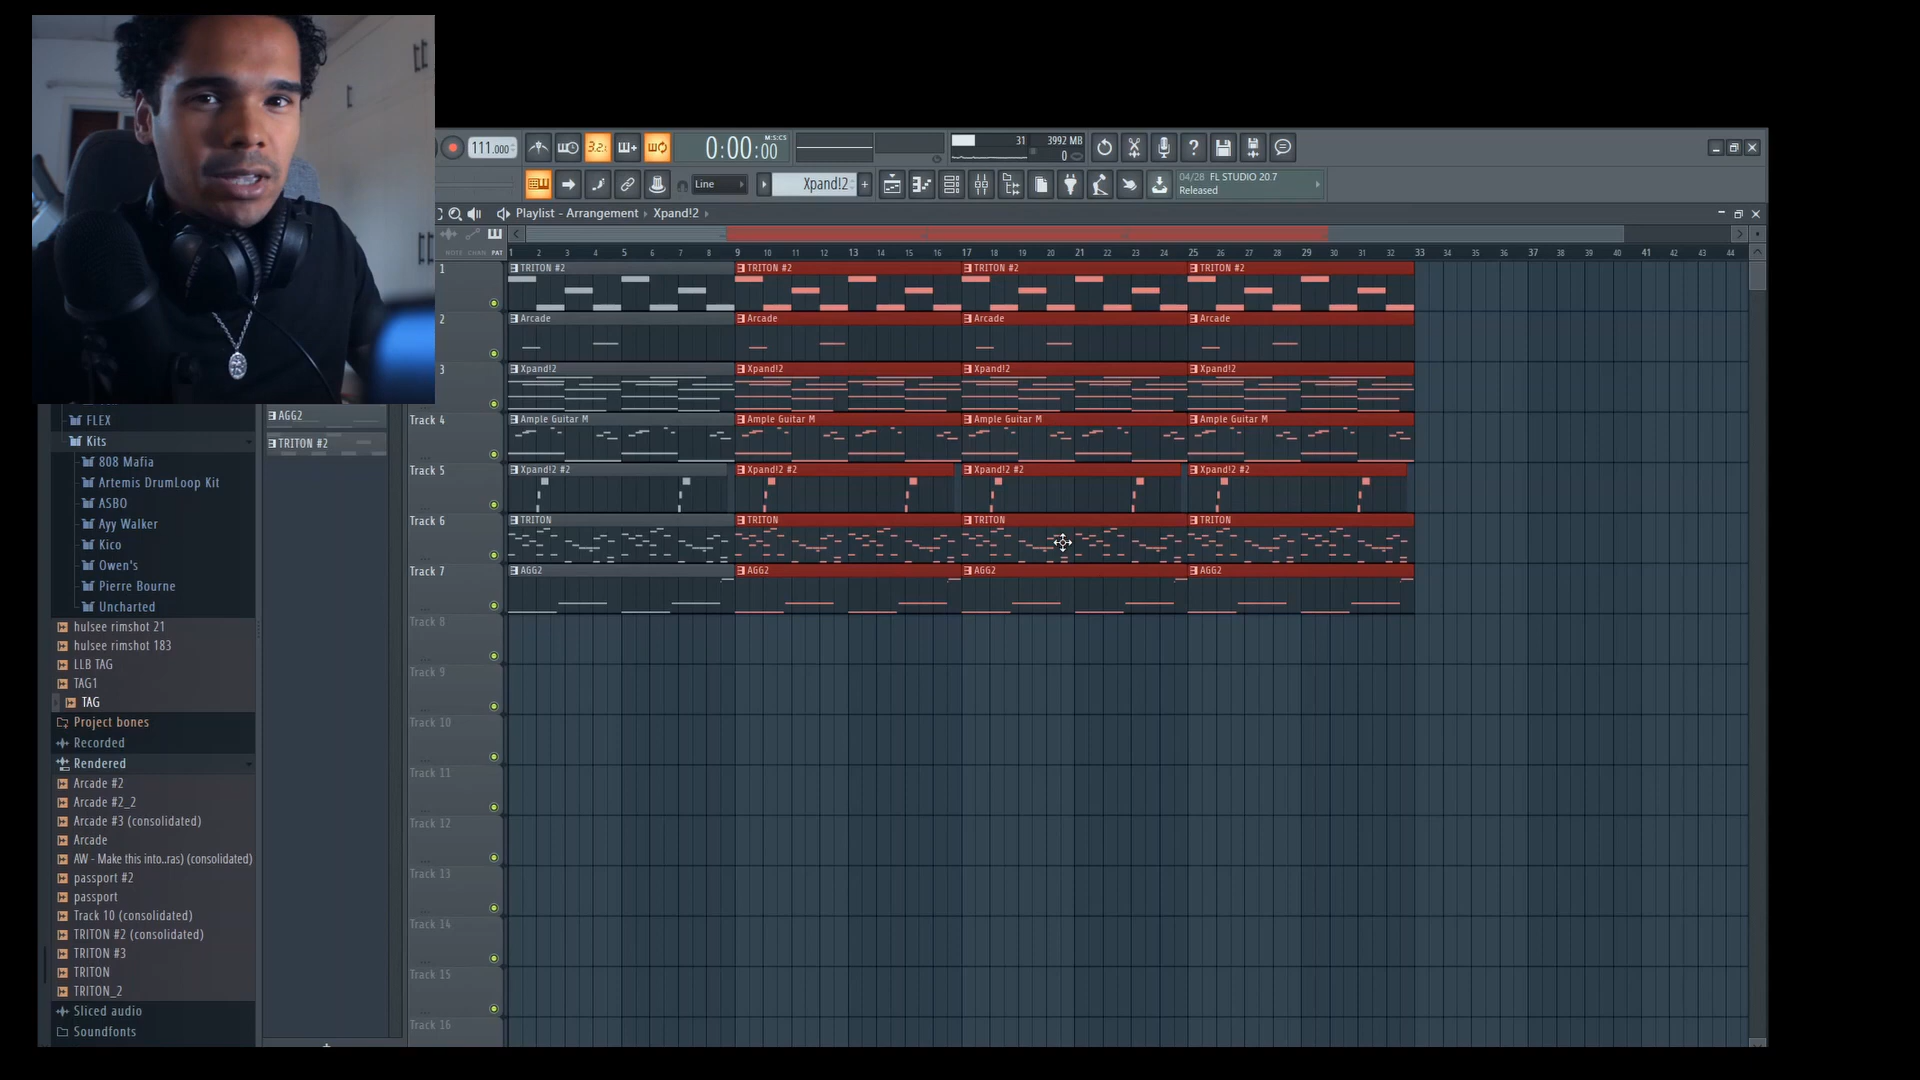 111.000
3.2:
0:00:00
M:S:CS
31
3992 MB
0
Line
Xpand!2
04/28 FL STUDIO 20.7
Released
Playlist - Arrangement › Xpand!2 ›
NOTE CHAN PAT
1 2 3 4 5 6 7 8 9 10 11 12 13 14 15 16 17 18 19 20 21 22 23 24 25 26 27 28 29 30 31 32 33 34 35 36 37 38 39 40 41 42 43 44
1
TRITON #2 TRITON #2 TRITON #2 TRITON #2
2
Arcade Arcade Arcade Arcade
3
Xpand!2 Xpand!2 Xpand!2 Xpand!2
Track 4
Ample Guitar M Ample Guitar M Ample Guitar M Ample Guitar M
Track 5
Xpand!2 #2 Xpand!2 #2 Xpand!2 #2 Xpand!2 #2
Track 6
TRITON TRITON TRITON TRITON
Track 7
AGG2 AGG2 AGG2 AGG2
Track 8
Track 9
Track 10
Track 11
Track 12
Track 13
Track 14
Track 15
Track 16
AGG2
TRITON #2
FLEX
Kits
808 Mafia
Artemis DrumLoop Kit
ASBO
Ayy Walker
Kico
Owen's
Pierre Bourne
Uncharted
hulsee rimshot 21
hulsee rimshot 183
LLB TAG
TAG1
TAG
Project bones
Recorded
Rendered
Arcade #2
Arcade #2_2
Arcade #3 (consolidated)
Arcade
AW - Make this into..ras) (consolidated)
passport #2
passport
Track 10 (consolidated)
TRITON #2 (consolidated)
TRITON #3
TRITON
TRITON_2
Sliced audio
Soundfonts